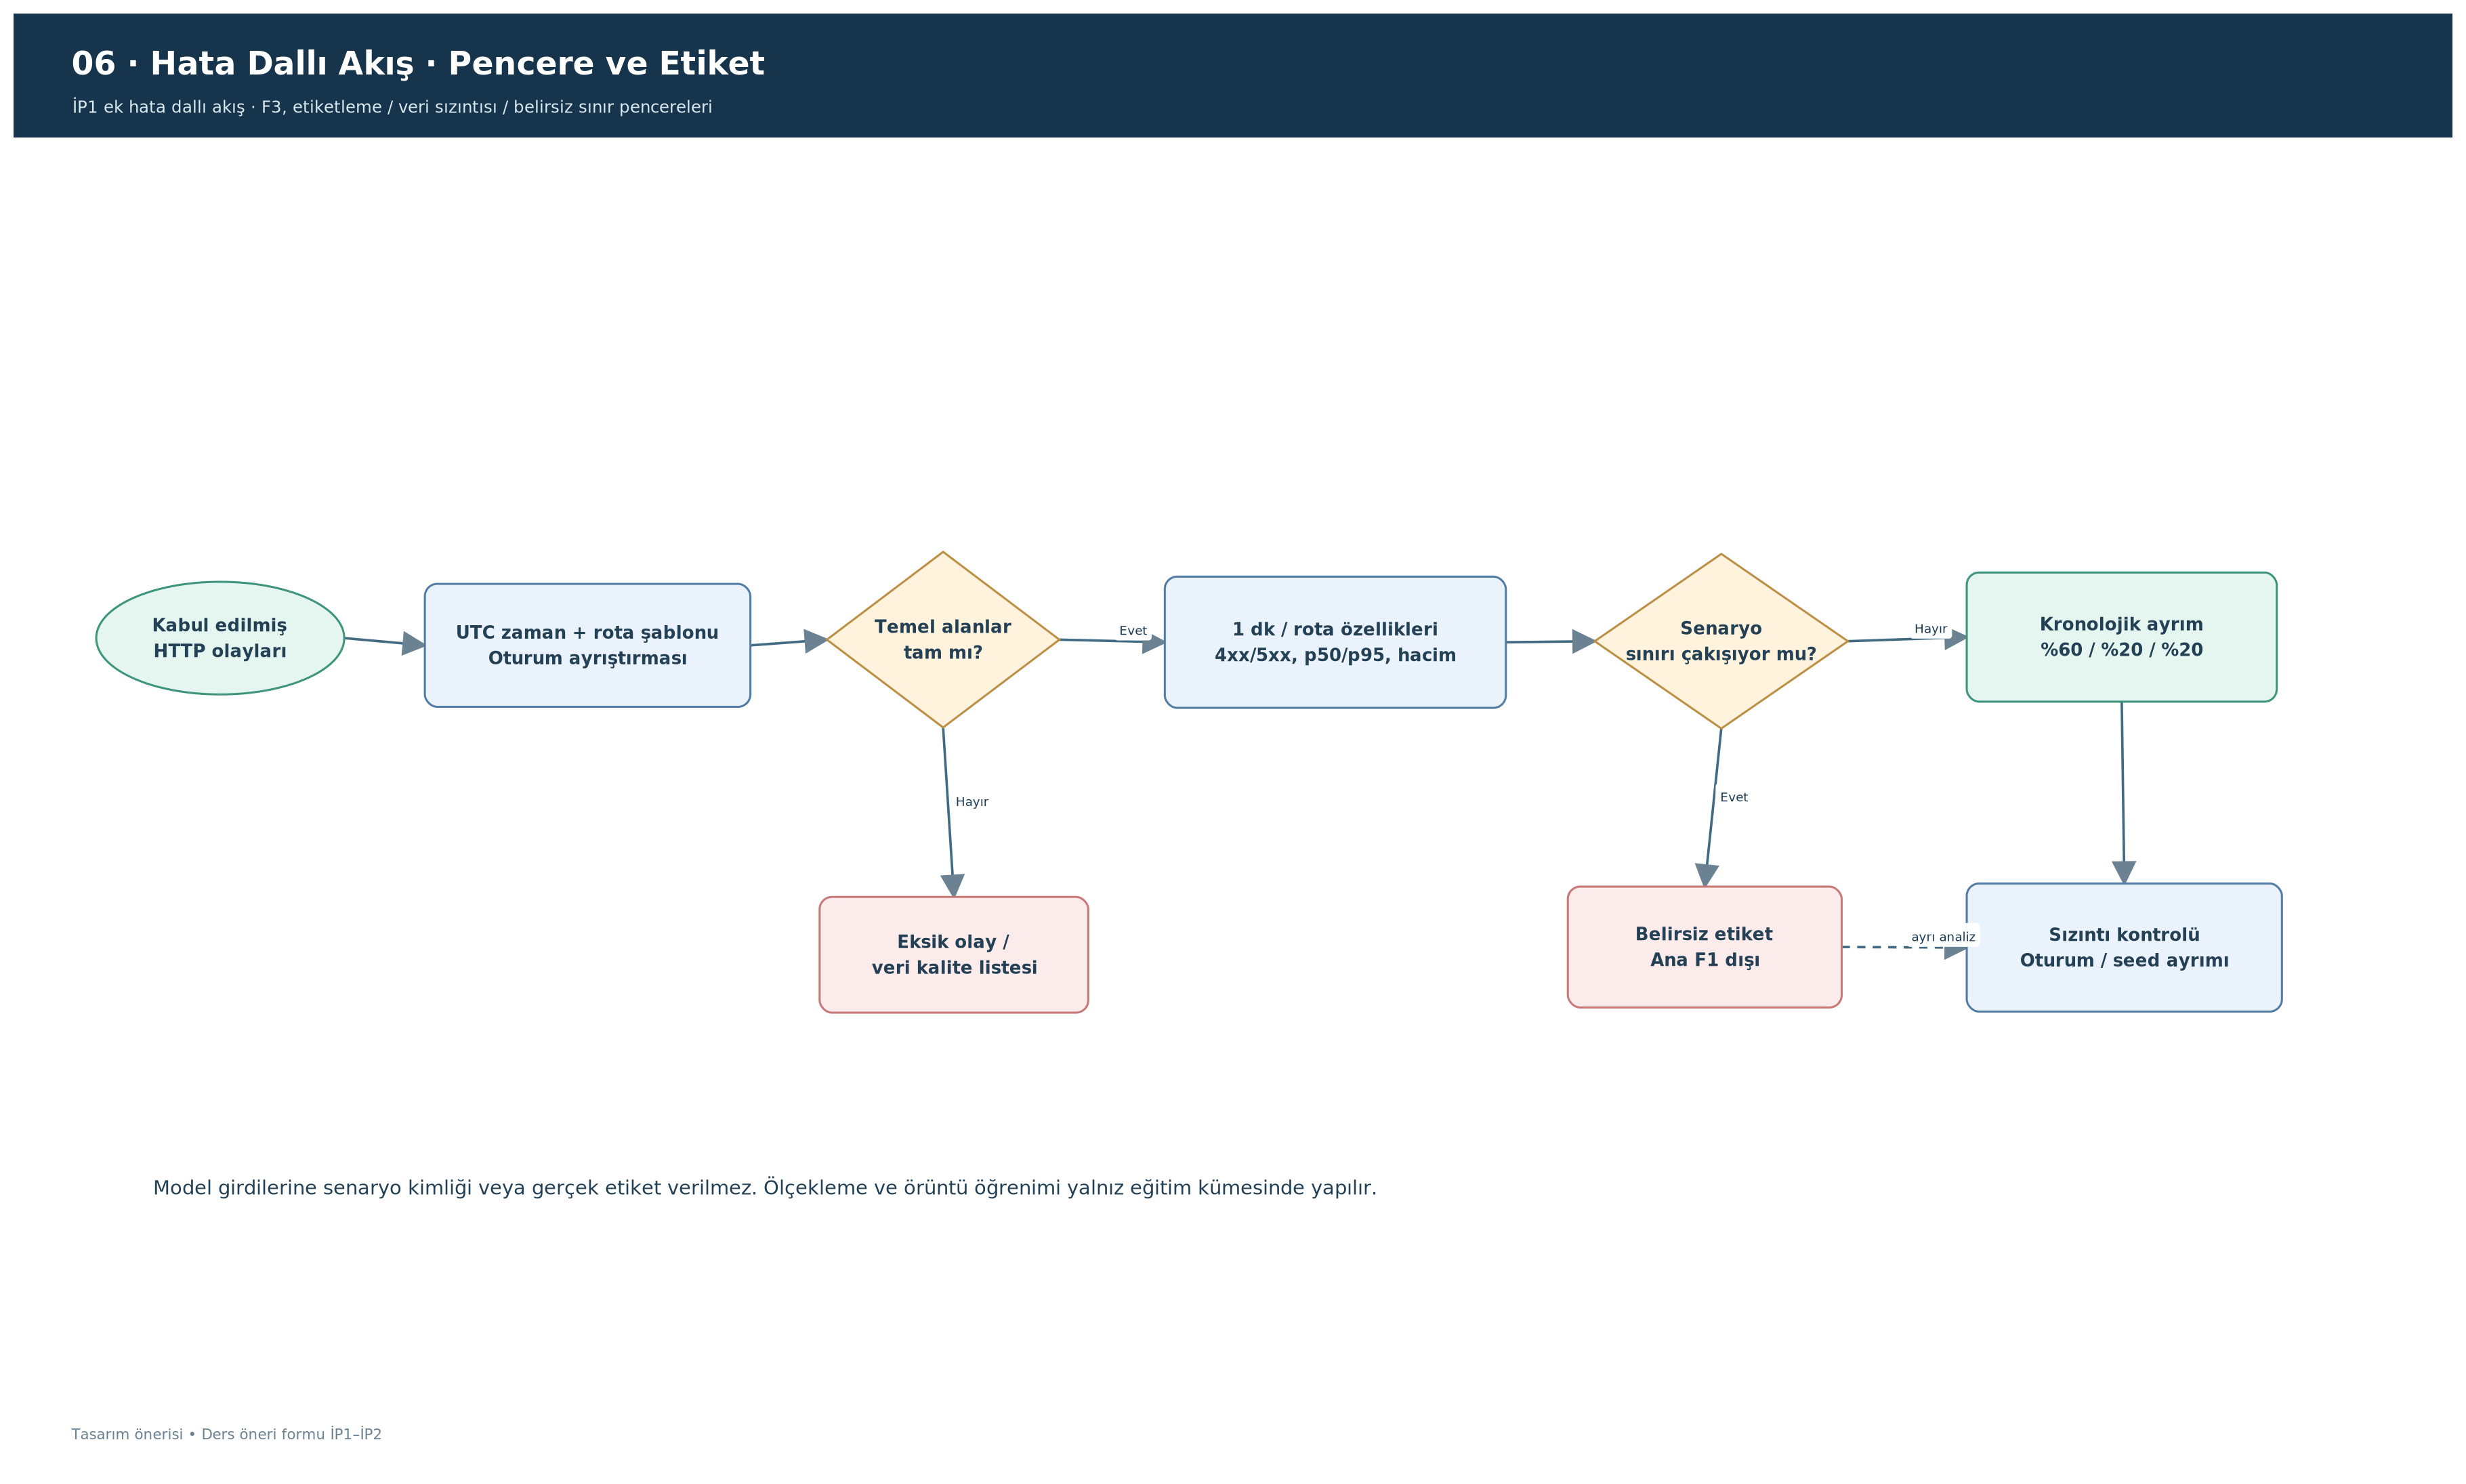 06 · Hata Dallı Akış · Pencere ve Etiket
İP1 ek hata dallı akış · F3, etiketleme / veri sızıntısı / belirsiz sınır pencereleri
Kabul edilmiş
HTTP olayları
UTC zaman + rota şablonu
Oturum ayrıştırması
Temel alanlar
tam mı?
Evet
1 dk / rota özellikleri
4xx/5xx, p50/p95, hacim
Senaryo
sınırı çakışıyor mu?
Hayır
Kronolojik ayrım
%60 / %20 / %20
Hayır
Evet
Eksik olay /
veri kalite listesi
Belirsiz etiket
Ana F1 dışı
ayrı analiz
Sızıntı kontrolü
Oturum / seed ayrımı
Model girdilerine senaryo kimliği veya gerçek etiket verilmez. Ölçekleme ve örüntü öğrenimi yalnız eğitim kümesinde yapılır.
Tasarım önerisi • Ders öneri formu İP1–İP2